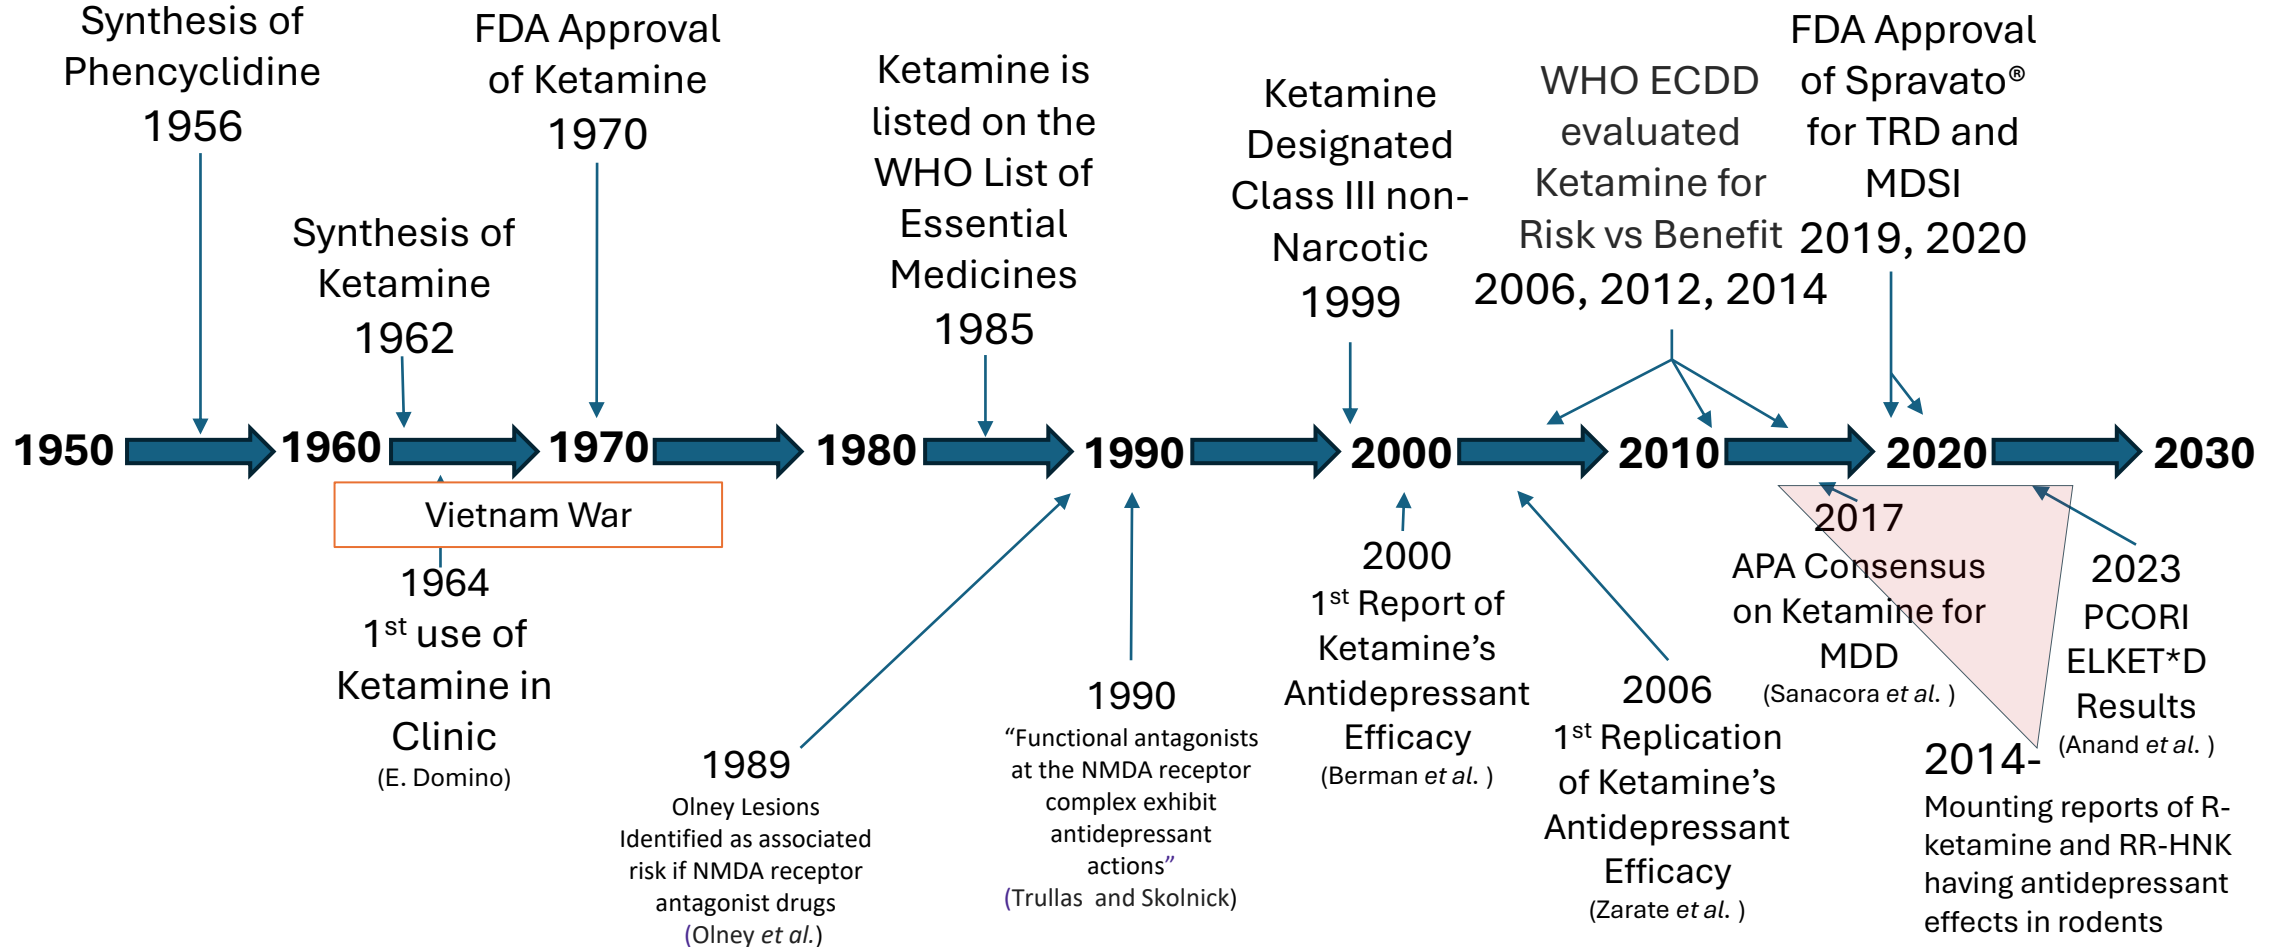 Synthesis of
Phencyclidine
1956
Synthesis of
Ketamine
1962
FDA Approval
of Ketamine
1970
Ketamine is
listed on the
WHO List of
Essential
Medicines
1985
Ketamine
Designated
Class III non-
Narcotic
1999
WHO ECDD
evaluated
Ketamine for
Risk vs Benefit
2006, 2012, 2014
FDA Approval
of Spravato®
for TRD and
MDSI
2019, 2020
1950 1960 1970 1980 1990 2000 2010 2020 2030
Vietnam War
1964
1st use of
Ketamine in
Clinic
(E. Domino)
1989
Olney Lesions
Identified as associated
risk if NMDA receptor
antagonist drugs
(Olney et al.)
1990
“Functional antagonists
at the NMDA receptor
complex exhibit
antidepressant
actions”
(Trullas and Skolnick)
2000
1st Report of
Ketamine’s
Antidepressant
Efficacy
(Berman et al. )
2006
1st Replication
of Ketamine’s
Antidepressant
Efficacy
(Zarate et al. )
2017
APA Consensus
on Ketamine for
MDD
(Sanacora et al. )
2023
PCORI
ELKET*D
Results
(Anand et al. )
2014-
Mounting reports of R-
ketamine and RR-HNK
having antidepressant
effects in rodents